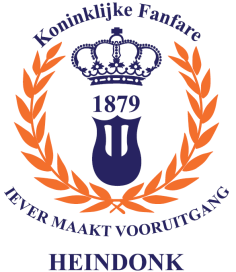 Koninklijke Fanfare
1879
IEVER MAAKT VOORUITGANG
HEINDONK